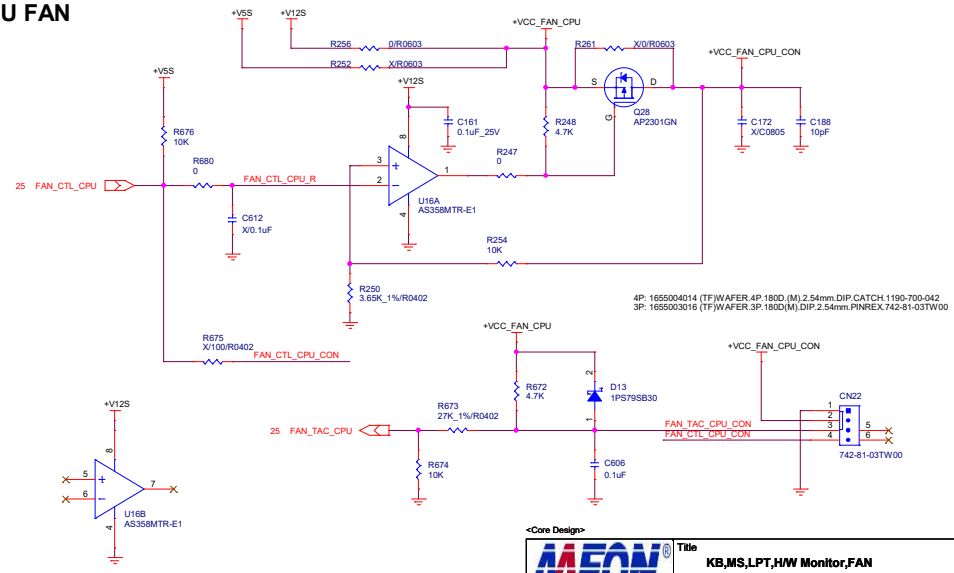 U FAN
+V5S
+V12S
+VCC_FAN_CPU
R256
0/R0603
R261
X/0/R0603
+VCC_FAN_CPU_CON
R252
X/R0603
+V5S
+V12S
S
D
G
Q28
AP2301GN
R676
10K
8
C161
0.1uF_25V
R248
4.7K
C172
X/C0805
C188
10pF
R680
0
3
+
R247
0
25 FAN_CTL_CPU
FAN_CTL_CPU_R
2
−
1
U16A
AS358MTR-E1
4
C612
X/0.1uF
R254
10K
R250
3.65K_1%/R0402
4P: 1655004014 (TF)WAFER.4P.180D.(M).2.54mm.DIP.CATCH.1190-700-042
3P: 1655003016 (TF)WAFER.3P.180D(M).DIP.2.54mm.PINREX.742-81-03TW00
+VCC_FAN_CPU
R675
X/100/R0402
FAN_CTL_CPU_CON
+VCC_FAN_CPU_CON
2
R672
4.7K
D13
1PS79SB30
1
CN22
+V12S
R673
27K_1%/R0402
1
2
3
4
5
6
25 FAN_TAC_CPU
FAN_TAC_CPU_CON
FAN_CTL_CPU_CON
742-81-03TW00
8
R674
10K
C606
0.1uF
5
+
6
−
7
U16B
AS358MTR-E1
4
<Core Design>
AAEON®
Title
KB,MS,LPT,H/W Monitor,FAN